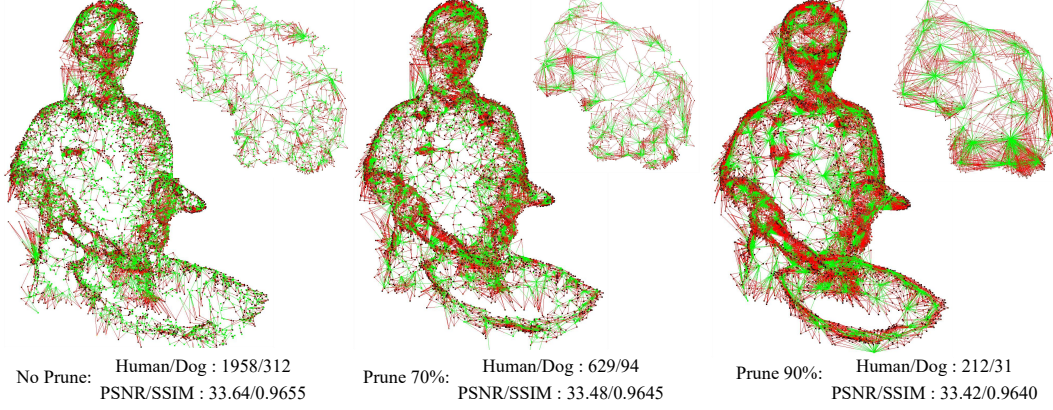 No Prune:
Human/Dog : 1958/312
PSNR/SSIM : 33.64/0.9655
Prune 70%:
Human/Dog : 629/94
PSNR/SSIM : 33.48/0.9645
Prune 90%:
Human/Dog : 212/31
PSNR/SSIM : 33.42/0.9640